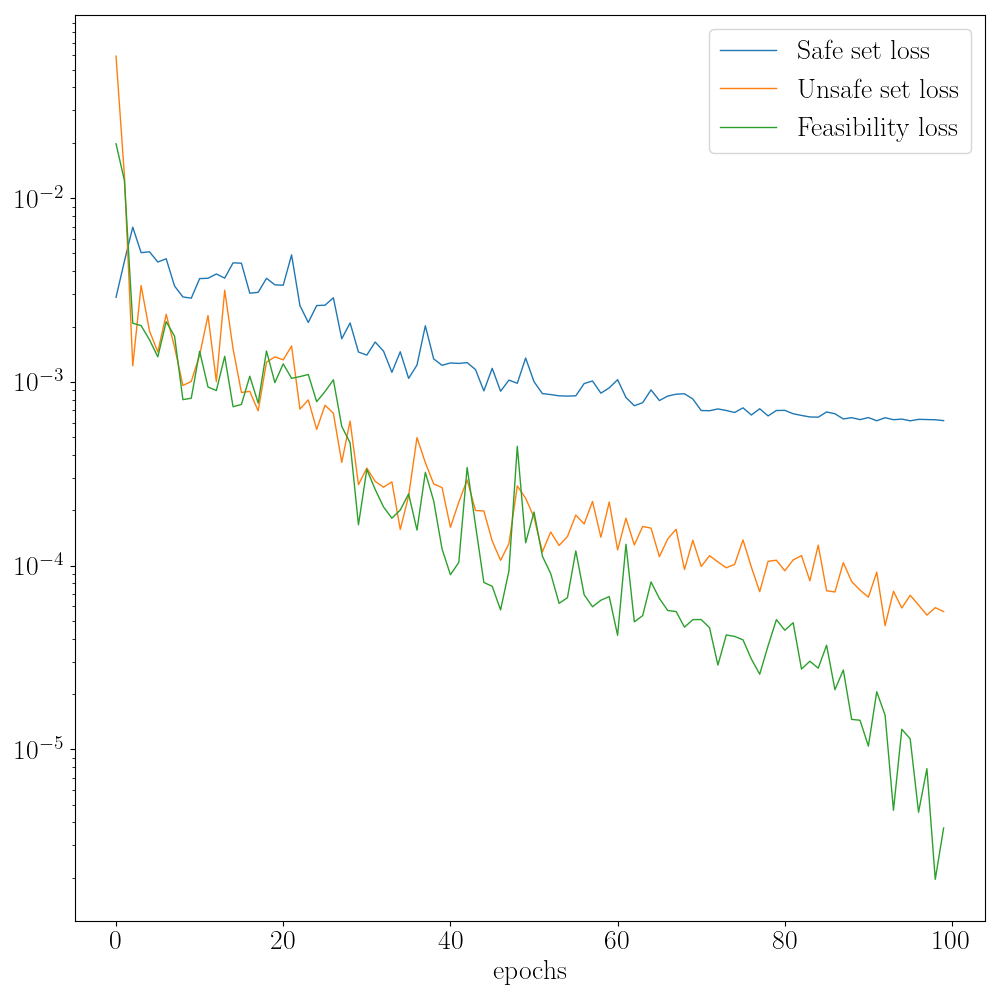 Safe set loss
Unsafe set loss
Feasibility loss
10⁻²
10⁻³
10⁻⁴
10⁻⁵
0 20 40 60 80 100
epochs